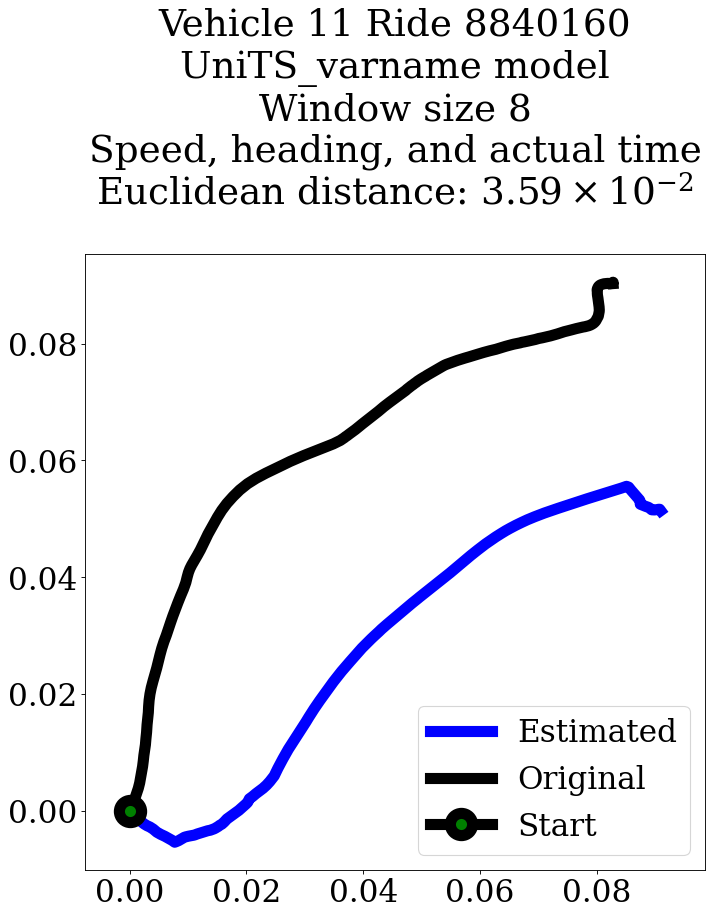 Vehicle 11 Ride 8840160
UniTS_varname model
Window size 8
Speed, heading, and actual time
Euclidean distance: 3.59 × 10⁻²
0.08
0.06
0.04
0.02
0.00
Estimated
Original
Start
0.00 0.02 0.04 0.06 0.08